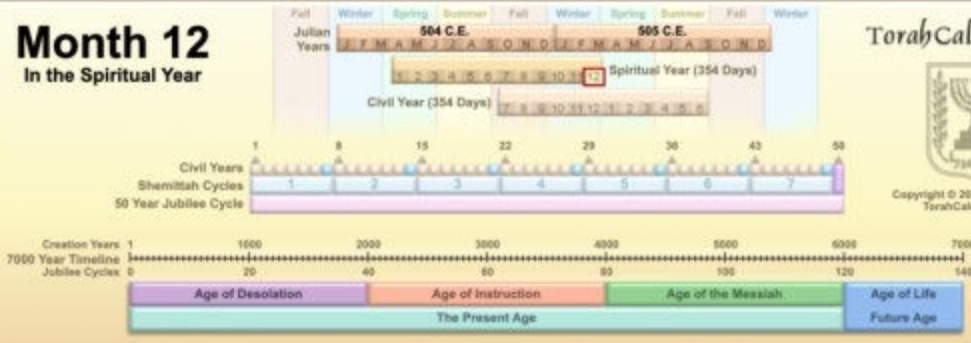 Month 12
In the Spiritual Year
Fall Winter Spring Summer Fall Winter Spring Summer Fall Winter
Julian Years
504 C.E. 505 C.E.
J F M A M J J A S O N D J F M A M J J A S O N D
1 2 3 4 5 6 7 8 9 10 11 12 Spiritual Year (354 Days)
Civil Year (354 Days) 7 8 9 10 11 12 1 2 3 4 5 6
TorahCal
1 8 15 22 29 36 43 50
Civil Years
Shemittah Cycles 1 2 3 4 5 6 7
50 Year Jubilee Cycle
Copyright © 20
TorahCal
Creation Years 1 1000 2000 3000 4000 5000 6000 7000
7000 Year Timeline
Jubilee Cycles 0 20 40 60 80 100 120 140
Age of Desolation Age of Instruction Age of the Messiah Age of Life
The Present Age Future Age